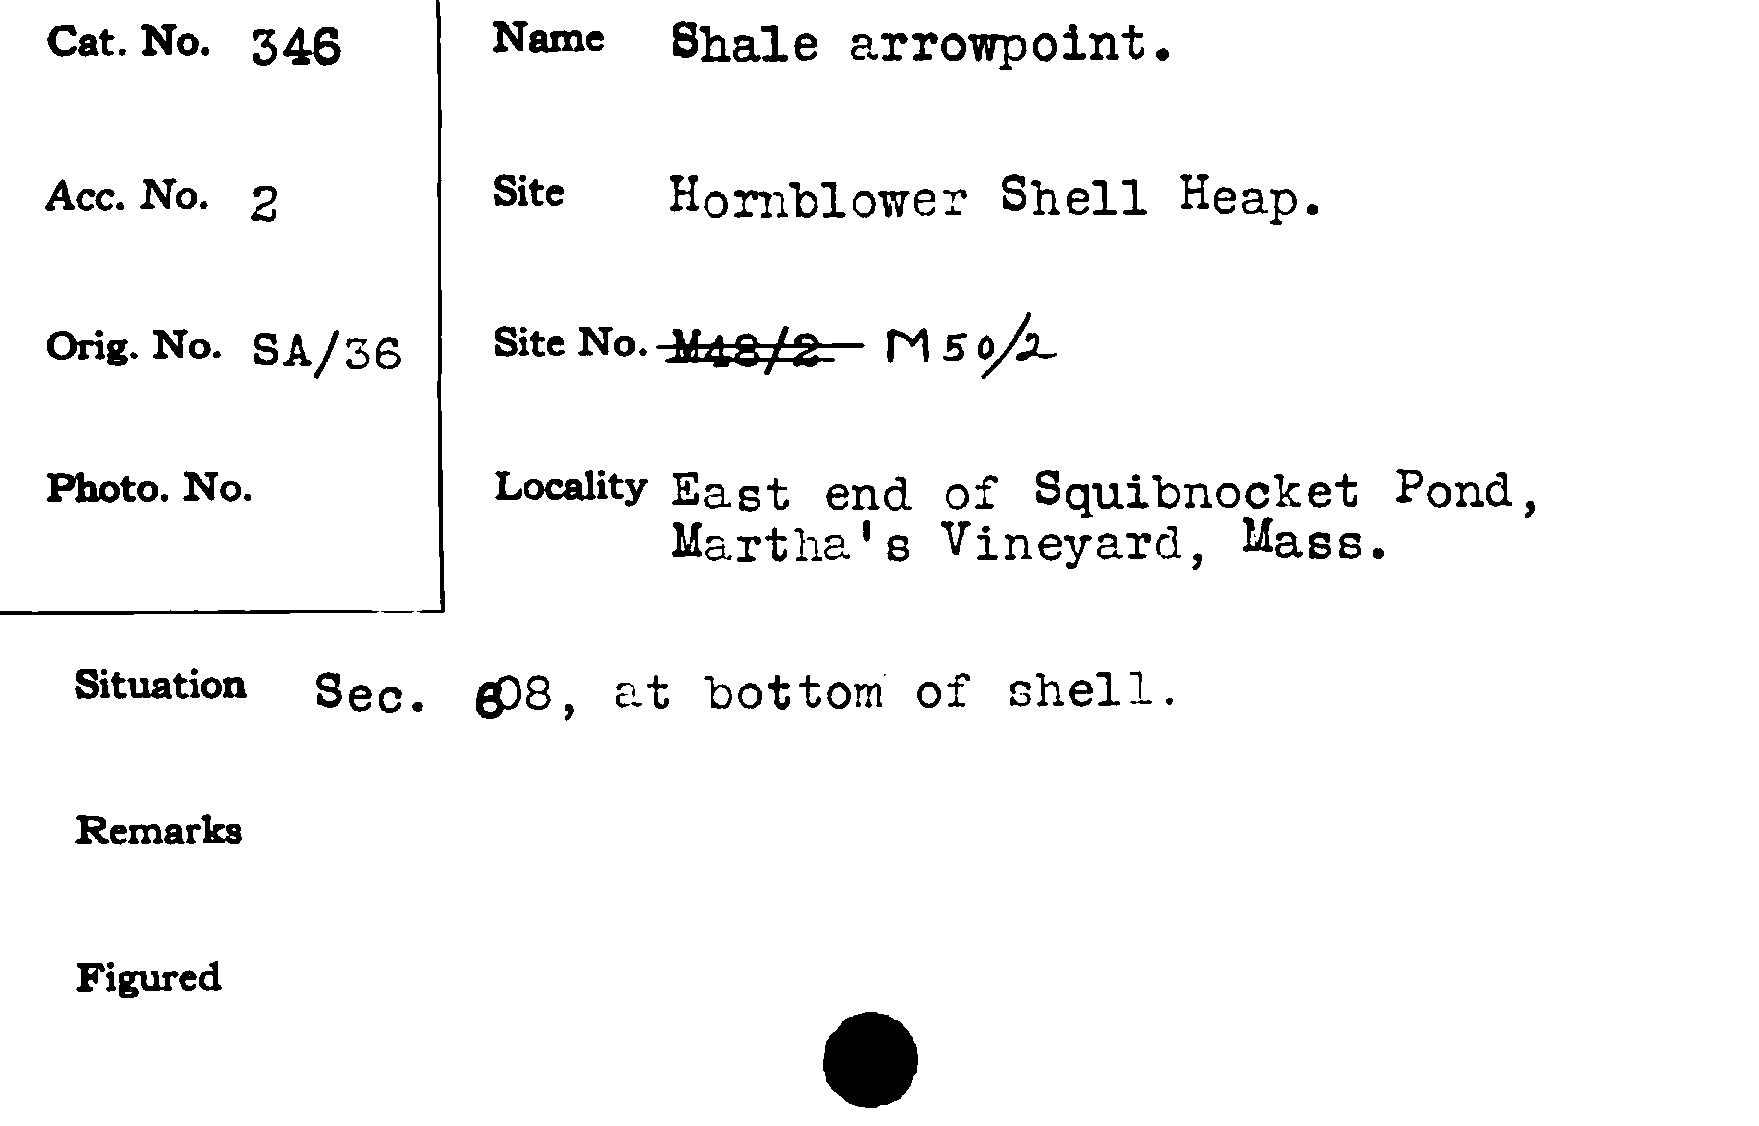 Cat. No. 346
Name Shale arrowpoint.
Acc. No. 2
Site Hornblower Shell Heap.
Orig. No. SA/36
Site No. M48/2 M50/2
Photo. No.
Locality East end of Squibnocket Pond,
Martha's Vineyard, Mass.
Situation Sec. 608, at bottom of shell.
Remarks
Figured